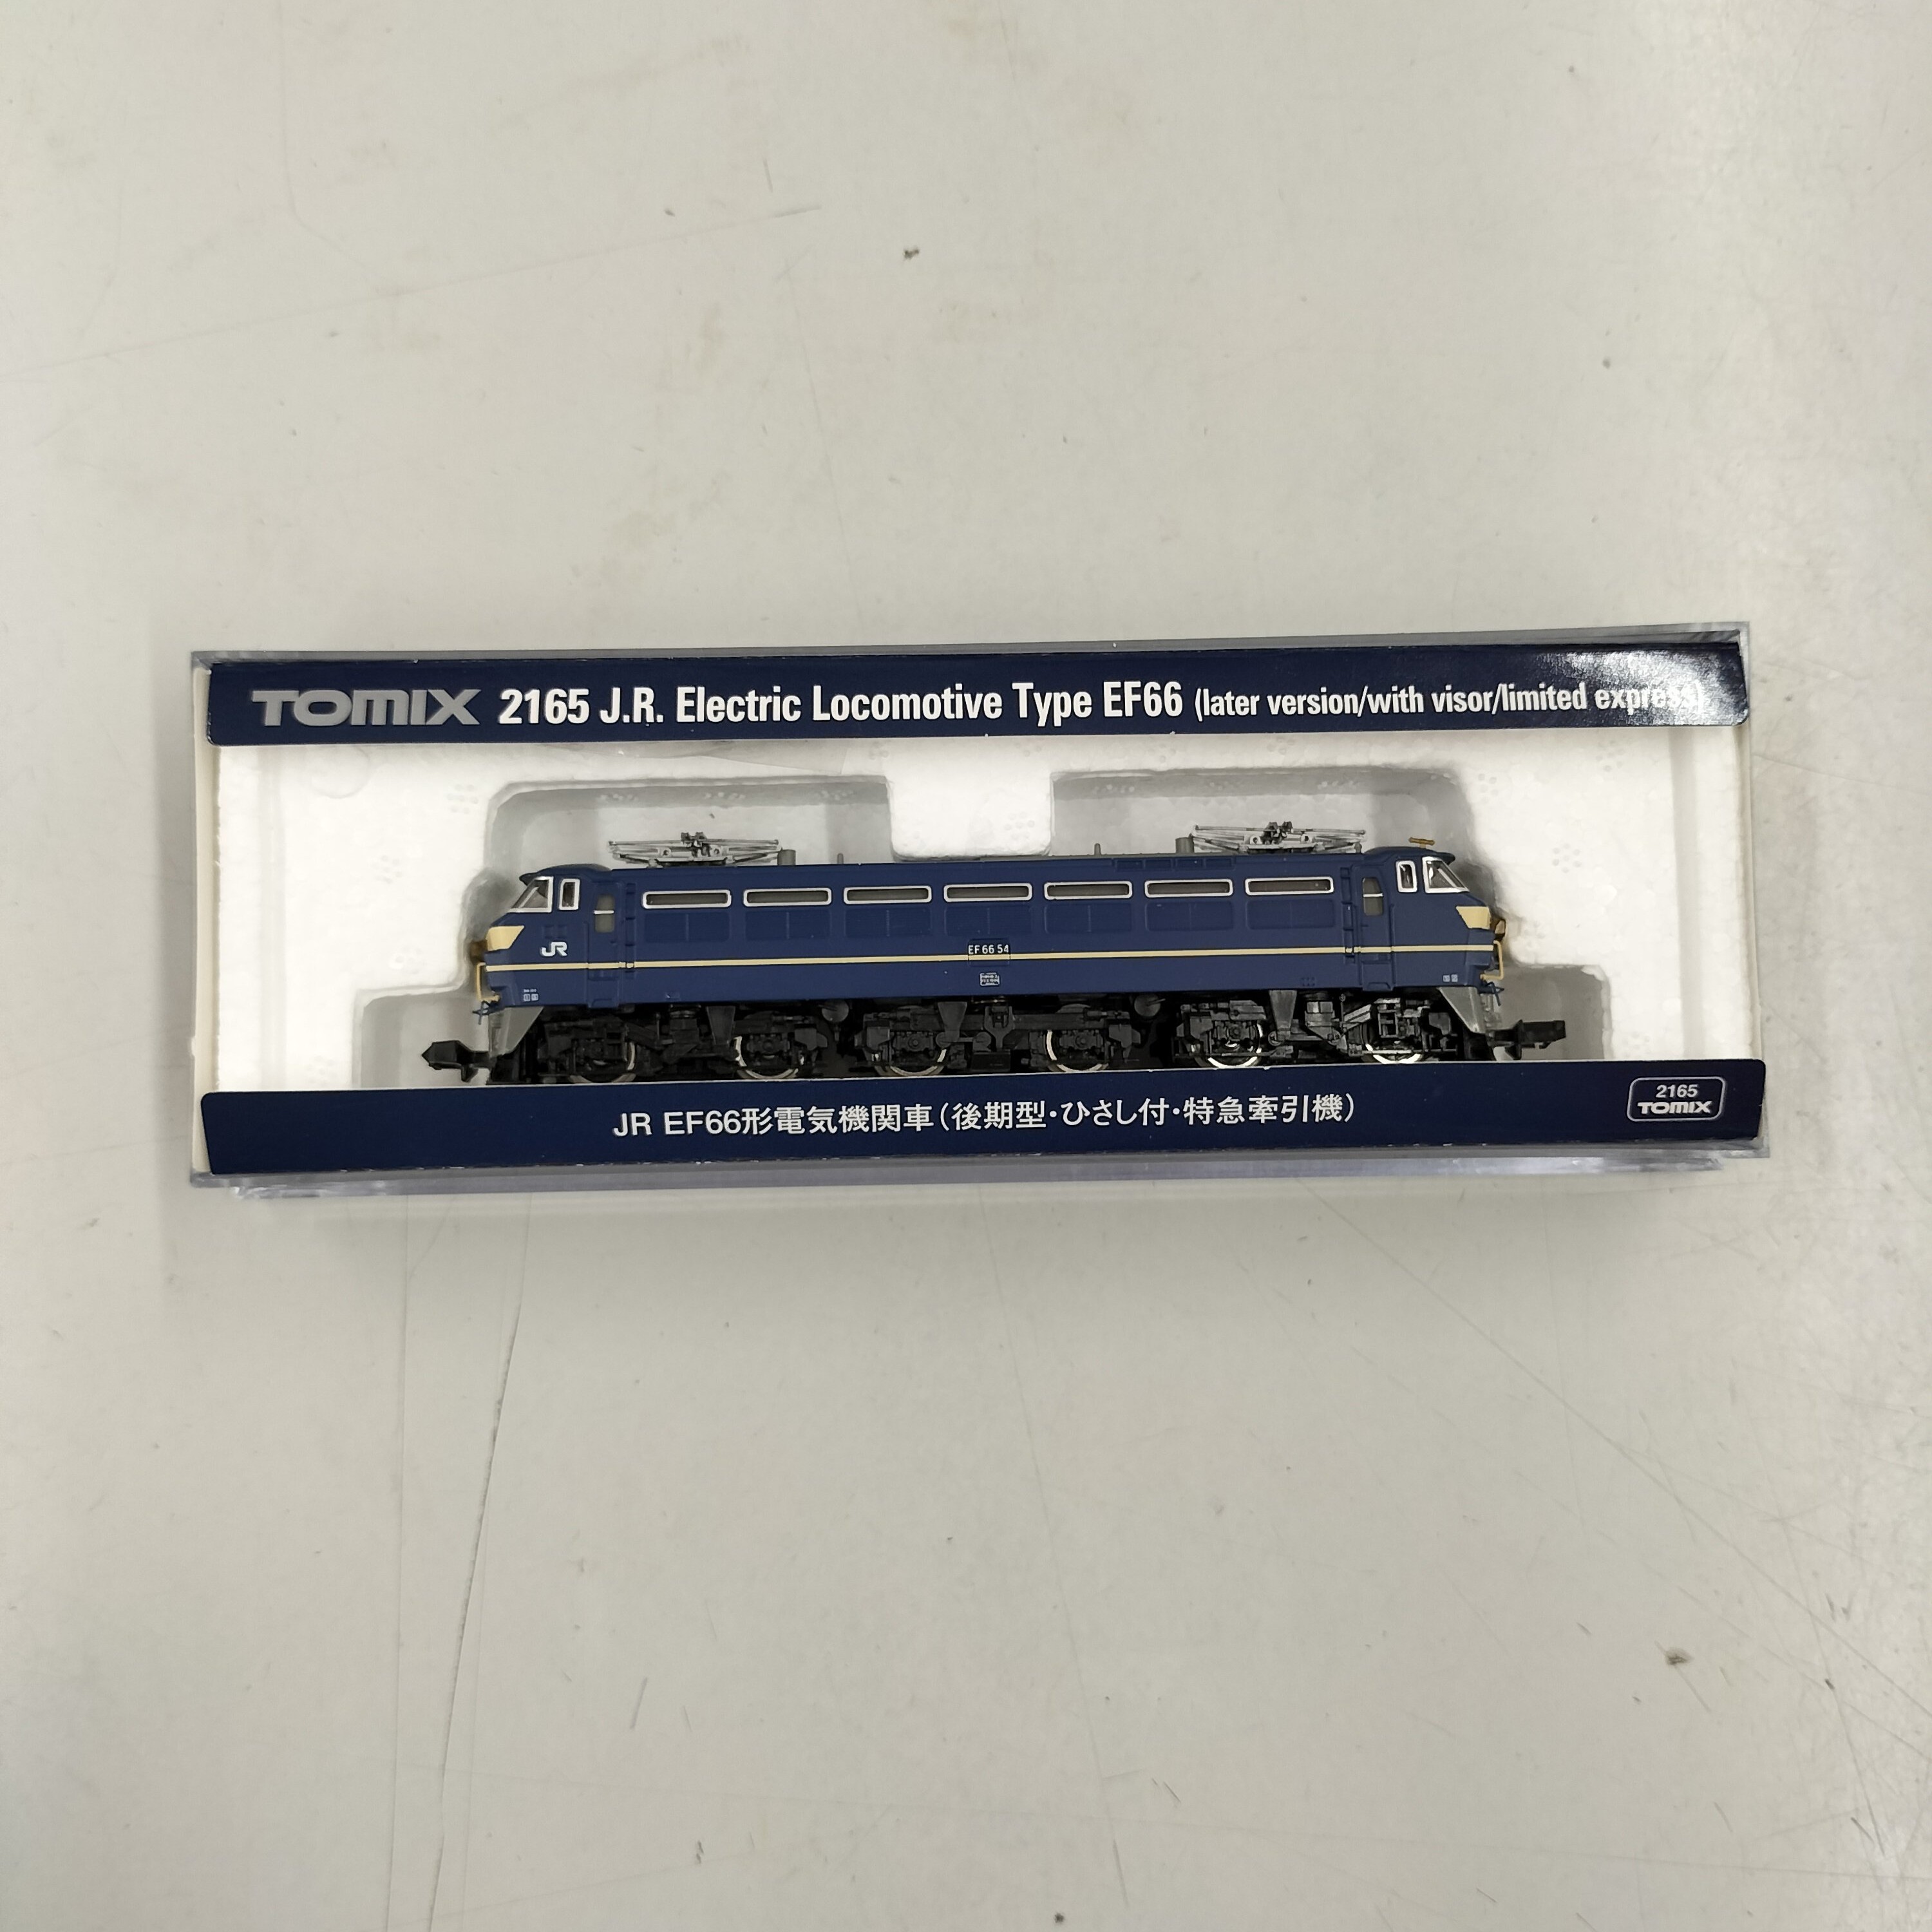 TOMIX 2165 J.R. Electric Locomotive Type EF66 (later version/with visor/limited express)
JR
EF66 54
JR EF66形電気機関車(後期型・ひさし付・特急牽引機)
2165
TOMIX